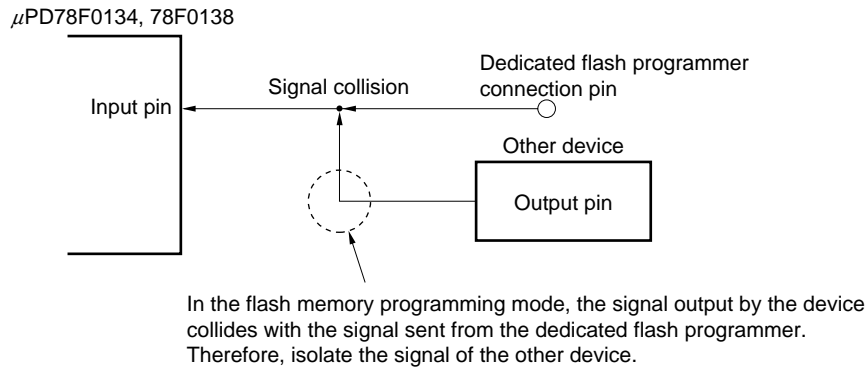 μPD78F0134, 78F0138
Dedicated flash programmer
connection pin
Signal collision
Input pin
Other device
Output pin
In the flash memory programming mode, the signal output by the device
collides with the signal sent from the dedicated flash programmer.
Therefore, isolate the signal of the other device.